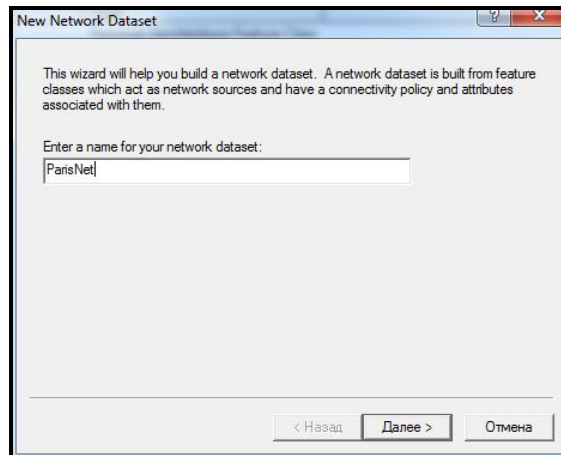 New Network Dataset
This wizard will help you build a network dataset. A network dataset is built from feature
classes which act as network sources and have a connectivity policy and attributes
associated with them.
Enter a name for your network dataset:
ParisNet
< Назад
Далее >
Отмена